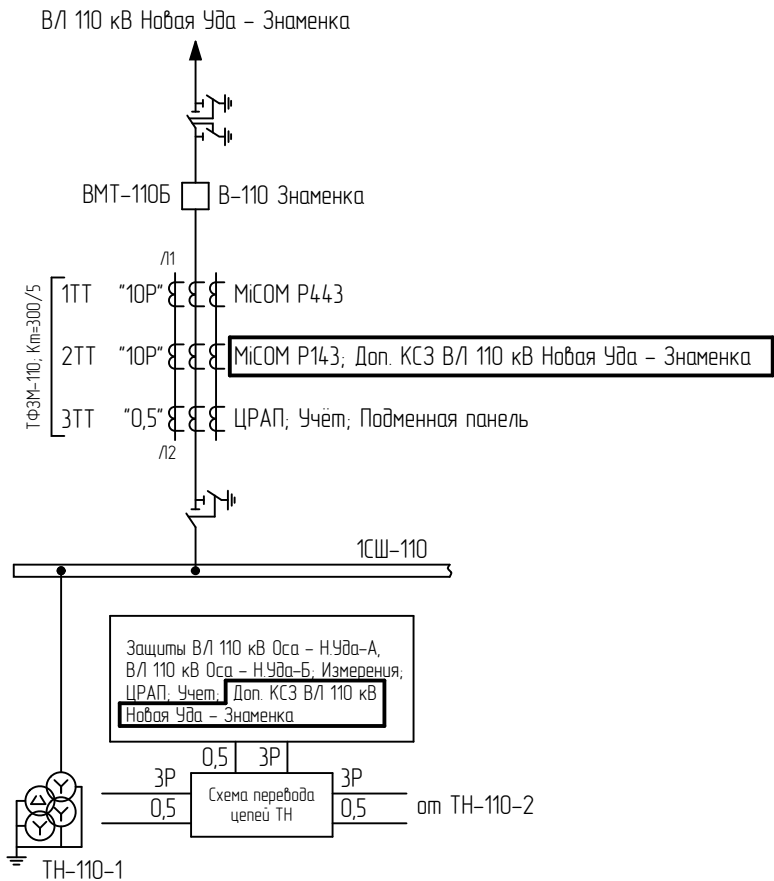 ВЛ 110 кВ Новая Уда – Знаменка
ВМТ-110Б
В-110 Знаменка
Л1
ТФЗМ-110; Кт=300/5
1ТТ "10Р" MiCOM P443
2ТТ "10Р" MiCOM P143; Доп. КСЗ ВЛ 110 кВ Новая Уда – Знаменка
3ТТ "0,5" ЦРАП; Учёт; Подменная панель
Л2
1СШ-110
Защиты ВЛ 110 кВ Оса – Н.Уда-А,
ВЛ 110 кВ Оса – Н.Уда-Б; Измерения;
ЦРАП; Учет; Доп. КСЗ ВЛ 110 кВ
Новая Уда – Знаменка
0,5 3Р
3Р 3Р
0,5 0,5
Схема перевода
цепей ТН
от ТН-110-2
ТН-110-1